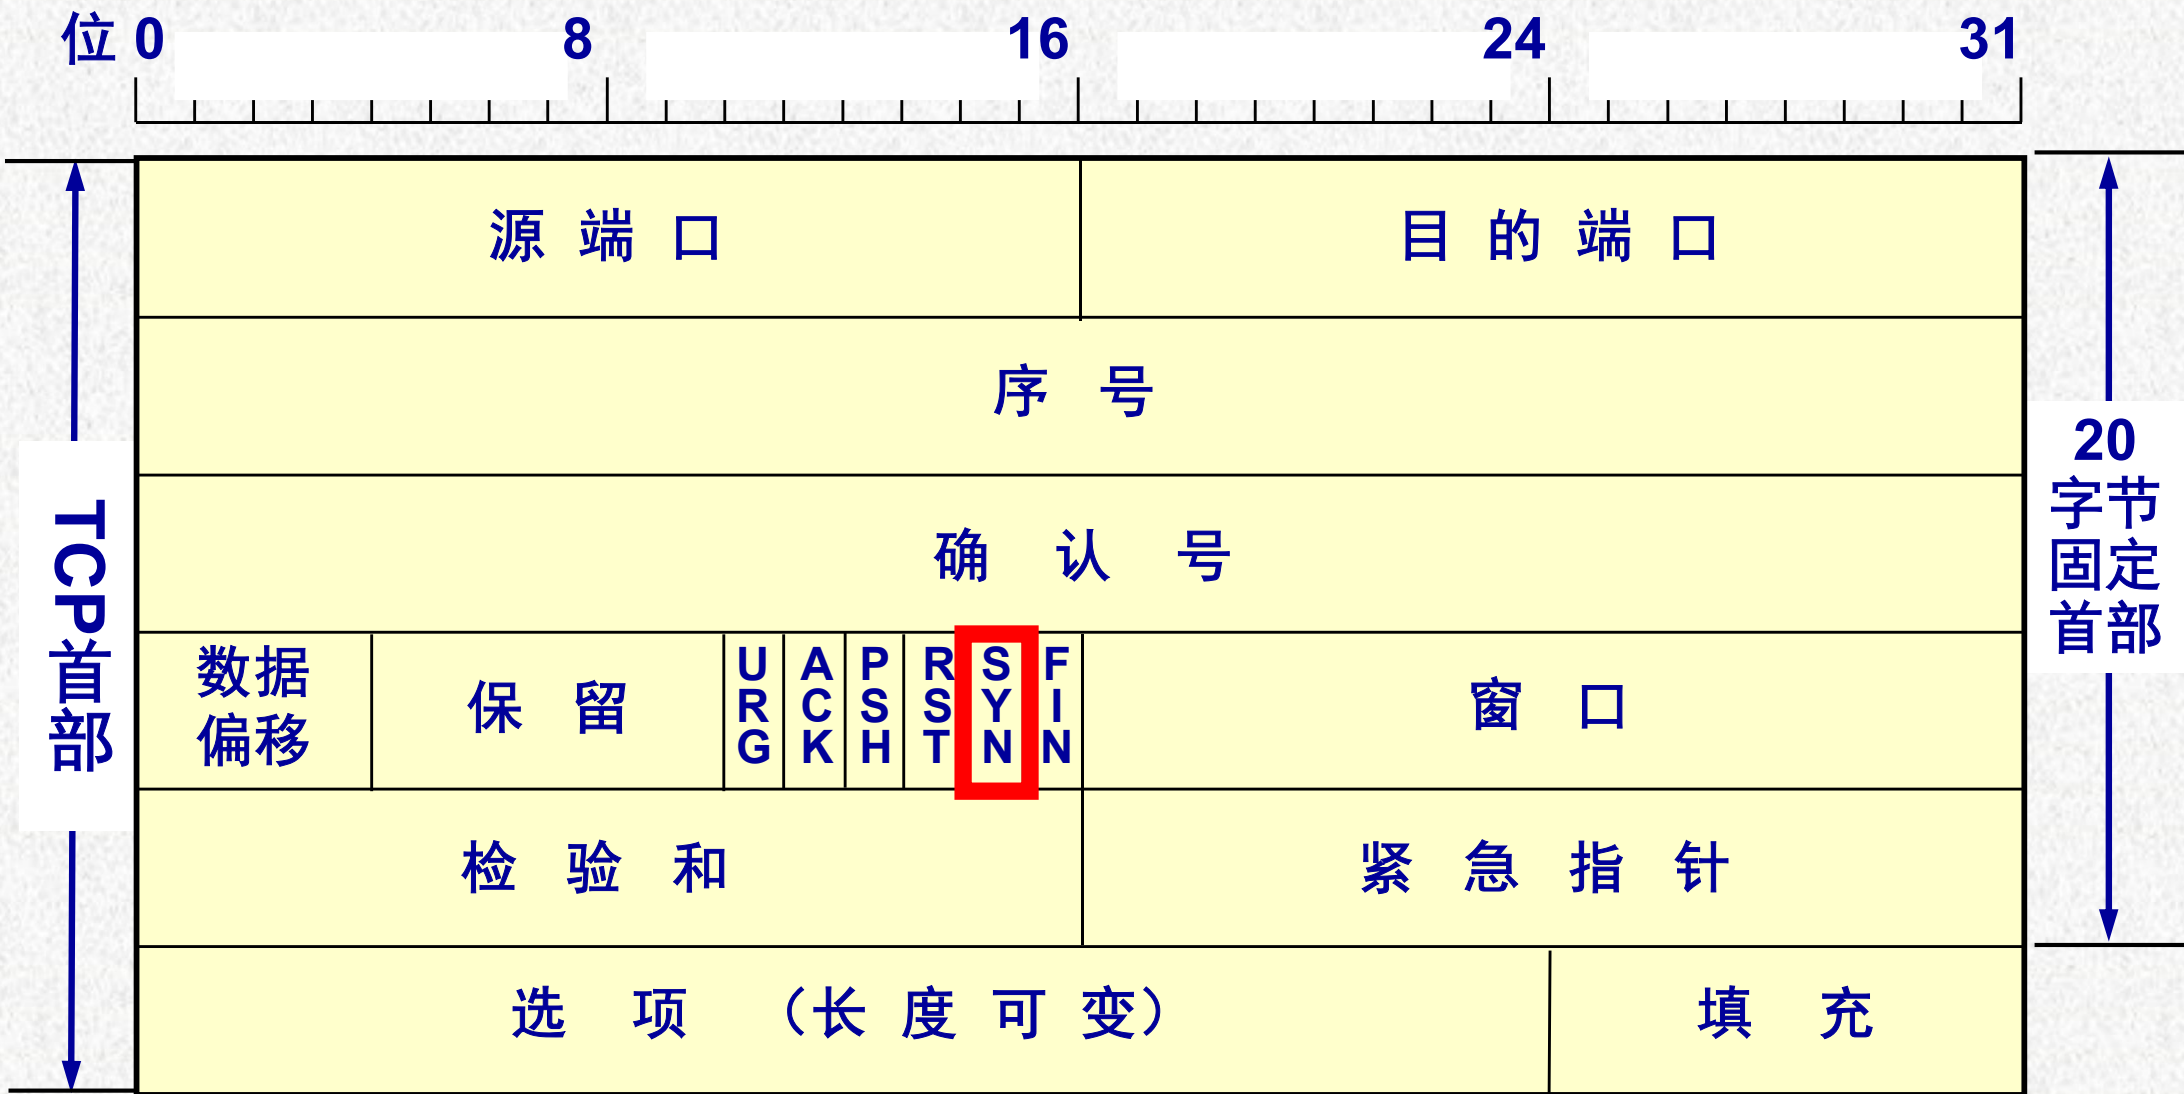 位 0 8 16 24 31
源 端 口 目 的 端 口
序 号
确 认 号
数据
偏移
保 留
URG
ACK
PSH
RST
SYN
FIN
窗 口
检 验 和 紧 急 指 针
选 项 （长 度 可 变） 填 充
TCP首部
20
字节
固定
首部